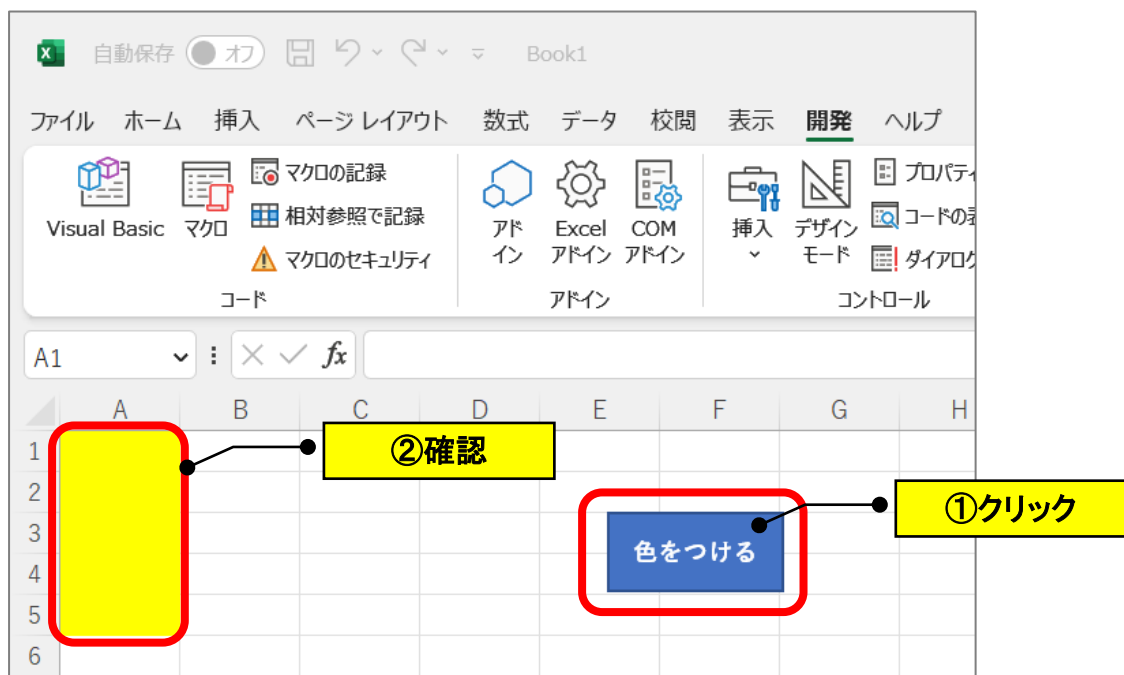 自動保存 オフ Book1
ファイル ホーム 挿入 ページ レイアウト 数式 データ 校閲 表示 開発 ヘルプ
Visual Basic
マクロ
マクロの記録
相対参照で記録
マクロのセキュリティ
コード
アド
イン
Excel
アドイン
COM
アドイン
アドイン
挿入
デザイン
モード
プロパティ
コードの表
ダイアログ
コントロール
A1
fx
A B C D E F G H
1
2
3
4
5
6
②確認
色をつける
①クリック